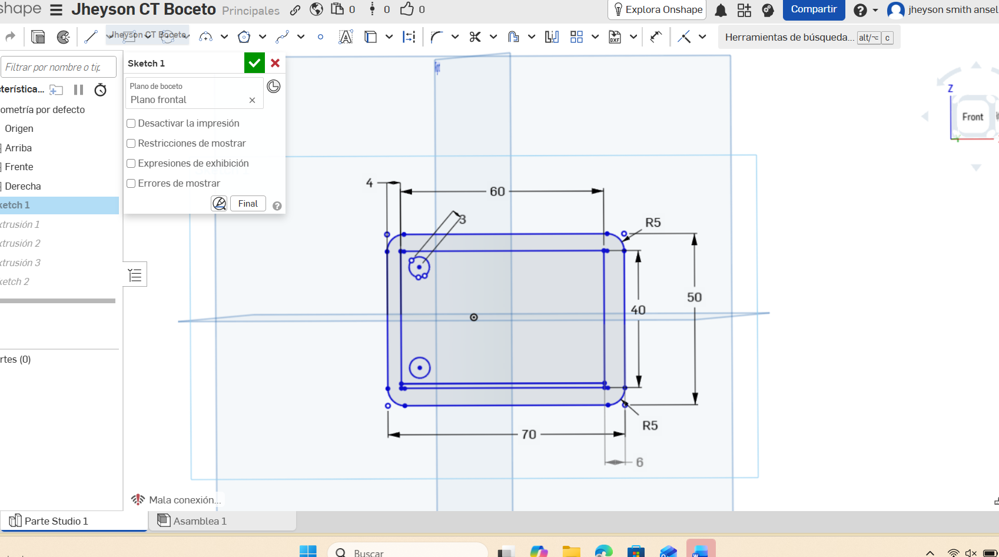 shape Jheyson CT Boceto Principales 0 0 0 Explora Onshape Compartir jheyson smith ansel
Jheyson CT Boceto DXF Herramientas de búsqueda... alt/⌥ c
Filtrar por nombre o tip
cterística...
ometría por defecto
Origen
Arriba
Frente
Derecha
ketch 1
xtrusión 1
xtrusión 2
xtrusión 3
ketch 2
rtes (0)
Sketch 1
Plano de boceto
Plano frontal
Desactivar la impresión
Restricciones de mostrar
Expresiones de exhibición
Errores de mostrar
Final
Z
Front
4
60
3
R5
50
40
R5
70
6
Mala conexión...
Parte Studio 1 Asamblea 1
Buscar